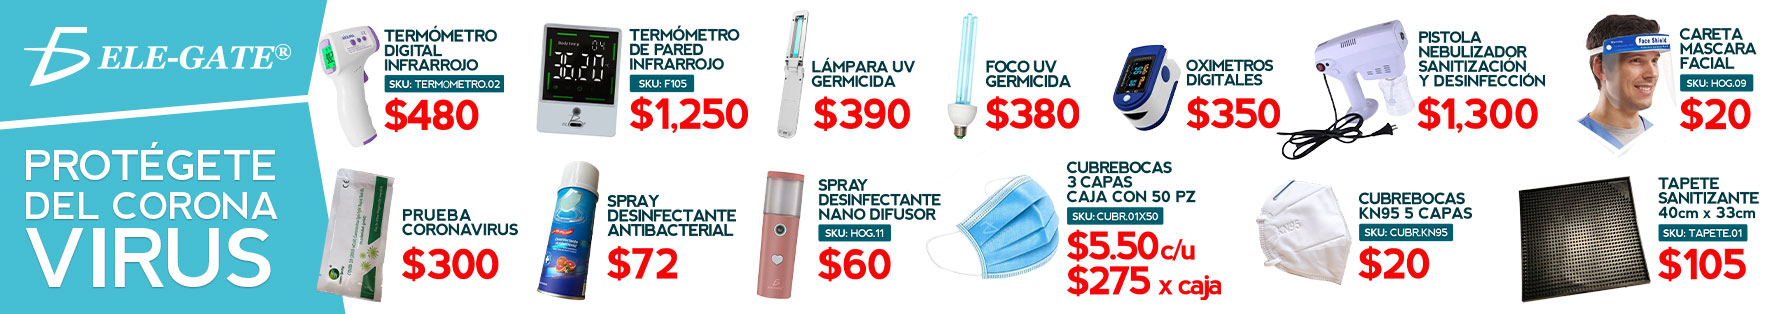 ELE-GATE®
PROTÉGETE
DEL CORONA
VIRUS
TERMÓMETRO
DIGITAL
INFRARROJO
SKU: TERMOMETRO.02
$480
TERMÓMETRO
DE PARED
INFRARROJO
SKU: F105
$1,250
LÁMPARA UV
GERMICIDA
$390
FOCO UV
GERMICIDA
$380
OXIMETROS
DIGITALES
$350
PISTOLA
NEBULIZADOR
SANITIZACIÓN
Y DESINFECCIÓN
$1,300
Face Shield
CARETA
MASCARA
FACIAL
SKU: HOG.09
$20
PRUEBA
CORONAVIRUS
$300
SPRAY
DESINFECTANTE
ANTIBACTERIAL
$72
SPRAY
DESINFECTANTE
NANO DIFUSOR
SKU: HOG.11
$60
CUBREBOCAS
3 CAPAS
CAJA CON 50 PZ
SKU: CUBR.01X50
$5.50 c/u
$275 x caja
KN95
CUBREBOCAS
KN95 5 CAPAS
SKU: CUBR.KN95
$20
TAPETE
SANITIZANTE
40cm x 33cm
SKU: TAPETE.01
$105